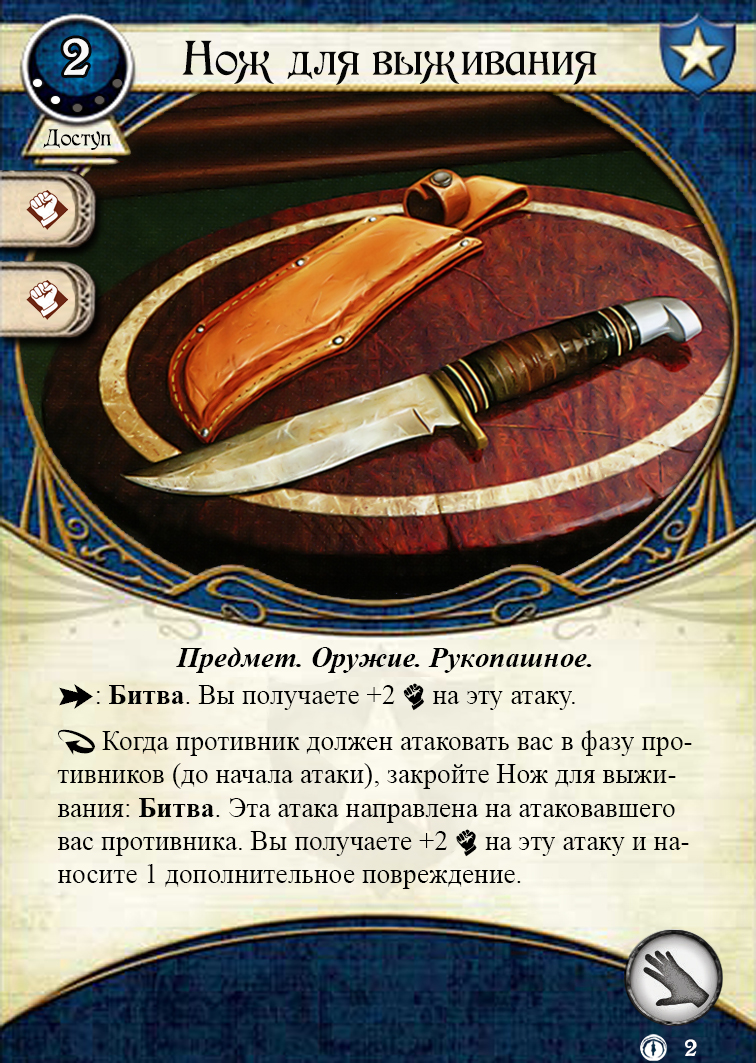 2
Нож для выживания
Доступ
Предмет. Оружие. Рукопашное.
: Битва. Вы получаете +2 на эту атаку.
Когда противник должен атаковать вас в фазу про-
тивников (до начала атаки), закройте Нож для выжи-
вания: Битва. Эта атака направлена на атаковавшего
вас противника. Вы получаете +2 на эту атаку и на-
носите 1 дополнительное повреждение.
2